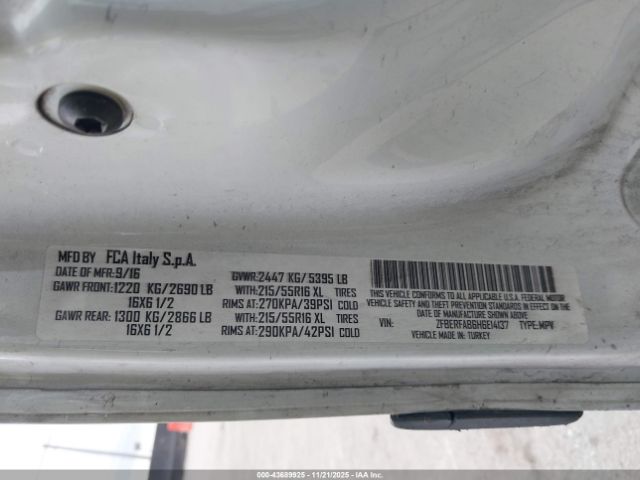 MFD BY FCA Italy S.p.A.
DATE OF MFR:9/16 GVWR:2447 KG/5395 LB
GAWR FRONT:1220 KG/2690 LB WITH:215/55R16 XL TIRES
16X6 1/2 RIMS AT:270KPA/39PSI COLD
GAWR REAR:1300 KG/2866 LB WITH:215/55R16 XL TIRES
16X6 1/2 RIMS AT:290KPA/42PSI COLD
THIS VEHICLE CONFORMS TO ALL APPLICABLE U.S.A. FEDERAL MOTOR
VEHICLE SAFETY AND THEFT PREVENTION STANDARDS IN EFFECT ON THE
DATE OF MANUFACTURE SHOWN ABOVE
VIN: ZFBERFAB6H6E14137 TYPE:MPV
VEHICLE MADE IN: TURKEY
000-43689925 - 11/21/2025 - IAA, Inc.